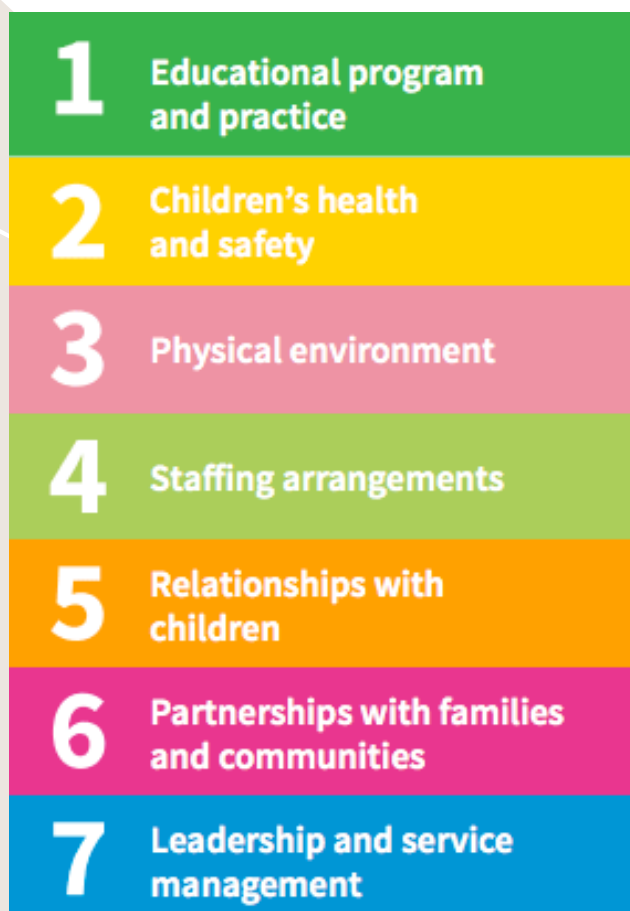 1
Educational program
and practice
2
Children's health
and safety
3
Physical environment
4
Staffing arrangements
5
Relationships with
children
6
Partnerships with families
and communities
7
Leadership and service
management